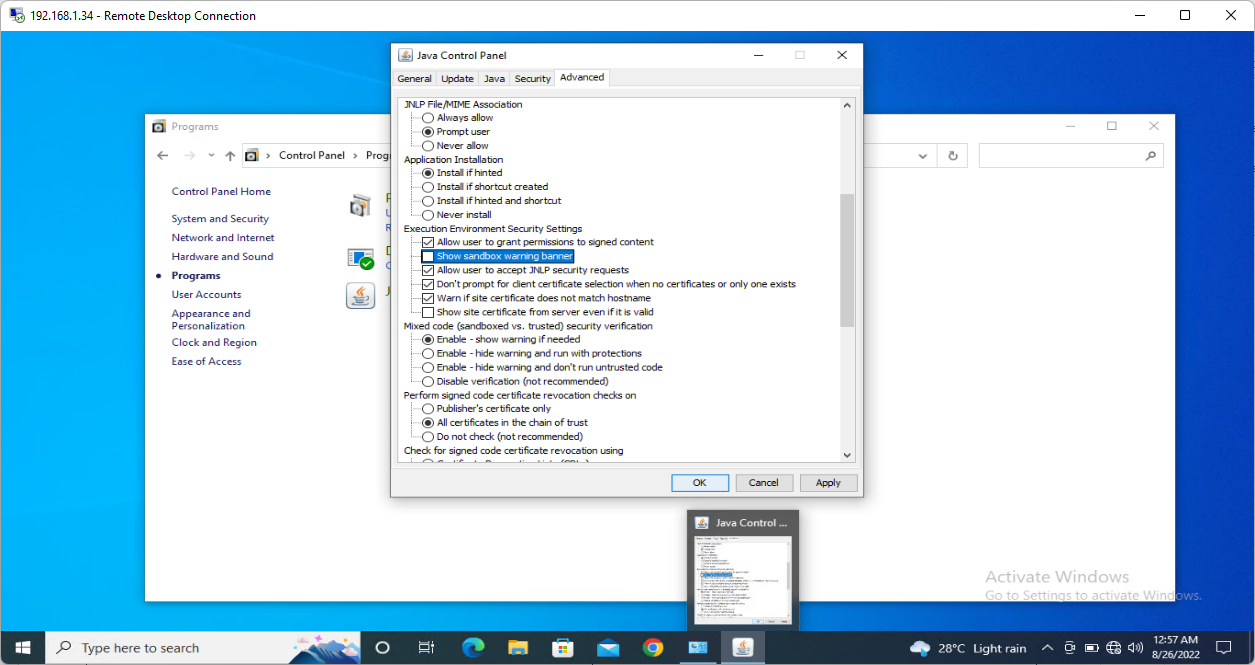 192.168.1.34 - Remote Desktop Connection
Java Control Panel
General Update Java Security Advanced
JNLP File/MIME Association
Always allow
Prompt user
Never allow
Application Installation
Install if hinted
Install if shortcut created
Install if hinted and shortcut
Never install
Execution Environment Security Settings
Allow user to grant permissions to signed content
Show sandbox warning banner
Allow user to accept JNLP security requests
Don't prompt for client certificate selection when no certificates or only one exists
Warn if site certificate does not match hostname
Show site certificate from server even if it is valid
Mixed code (sandboxed vs. trusted) security verification
Enable - show warning if needed
Enable - hide warning and run with protections
Enable - hide warning and don't run untrusted code
Disable verification (not recommended)
Perform signed code certificate revocation checks on
Publisher's certificate only
All certificates in the chain of trust
Do not check (not recommended)
Check for signed code certificate revocation using
OK Cancel Apply
Programs
Control Panel Prog
Control Panel Home
System and Security
Network and Internet
Hardware and Sound
Programs
User Accounts
Appearance and
Personalization
Clock and Region
Ease of Access
Java Control ...
Activate Windows
Go to Settings to activate Windows.
Type here to search
28°C Light rain
12:57 AM
8/26/2022